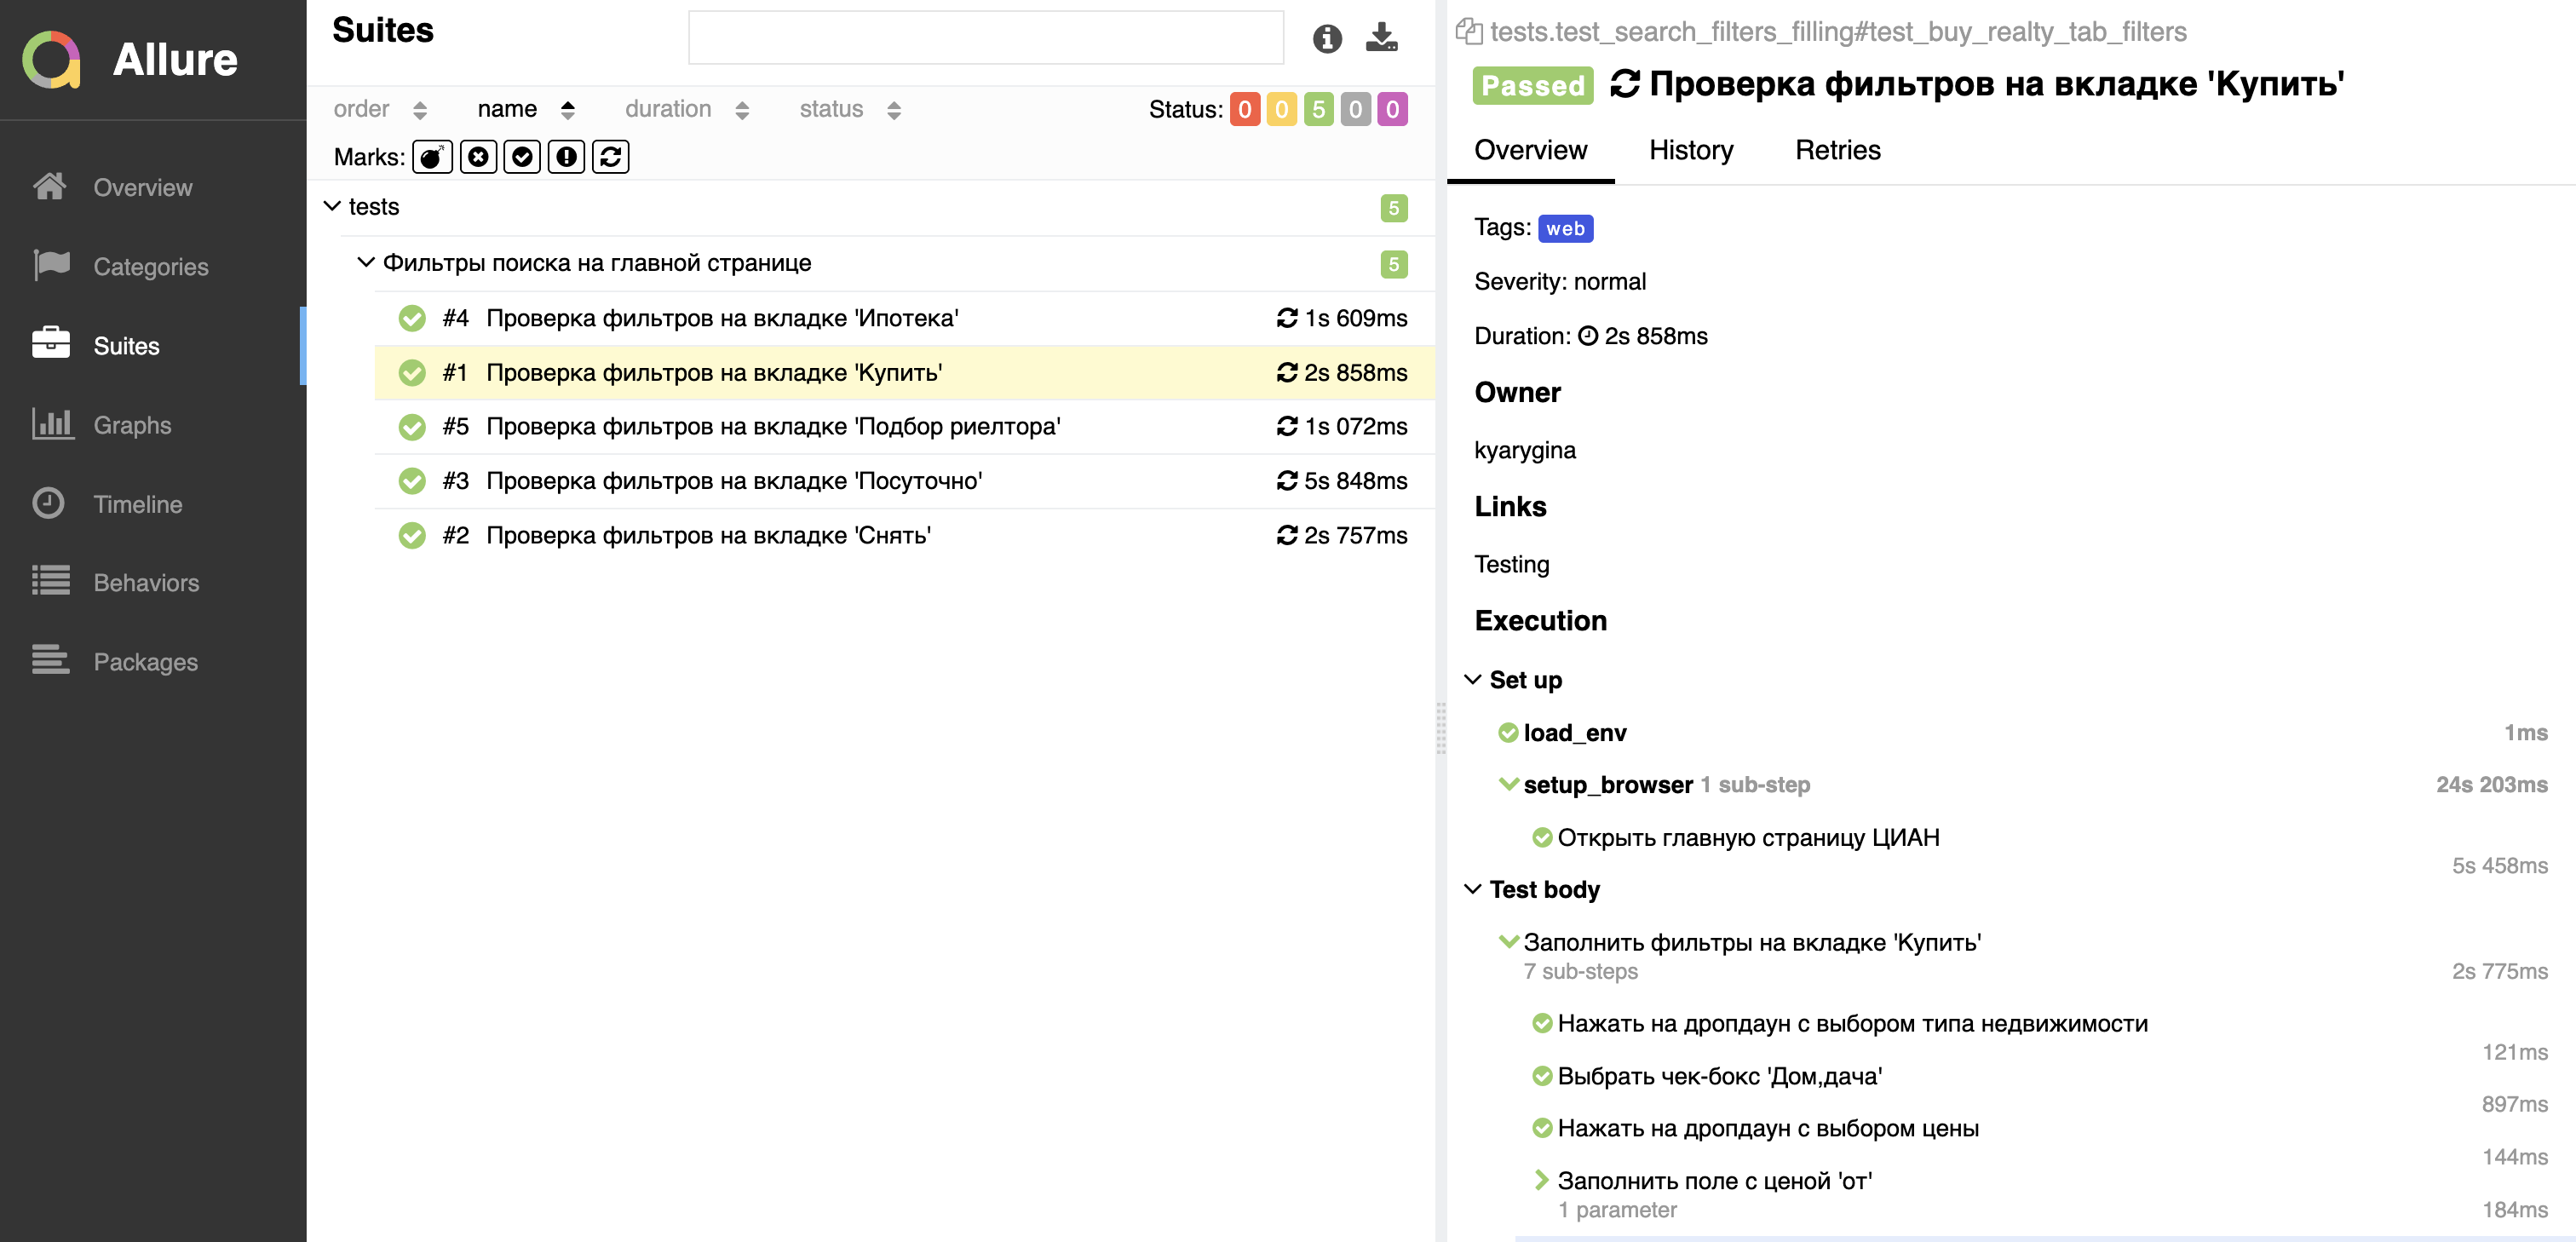 Allure
Overview
Categories
Suites
Graphs
Timeline
Behaviors
Packages
Suites
order name duration status Status: 0 0 5 0 0
Marks:
tests 5
Фильтры поиска на главной странице 5
#4 Проверка фильтров на вкладке 'Ипотека' 1s 609ms
#1 Проверка фильтров на вкладке 'Купить' 2s 858ms
#5 Проверка фильтров на вкладке 'Подбор риелтора' 1s 072ms
#3 Проверка фильтров на вкладке 'Посуточно' 5s 848ms
#2 Проверка фильтров на вкладке 'Снять' 2s 757ms
tests.test_search_filters_filling#test_buy_realty_tab_filters
Passed Проверка фильтров на вкладке 'Купить'
Overview History Retries
Tags: web
Severity: normal
Duration: 2s 858ms
Owner
kyarygina
Links
Testing
Execution
Set up
load_env 1ms
setup_browser 1 sub-step 24s 203ms
Открыть главную страницу ЦИАН
5s 458ms
Test body
Заполнить фильтры на вкладке 'Купить'
7 sub-steps 2s 775ms
Нажать на дропдаун с выбором типа недвижимости
121ms
Выбрать чек-бокс 'Дом,дача'
897ms
Нажать на дропдаун с выбором цены
144ms
Заполнить поле с ценой 'от'
1 parameter 184ms